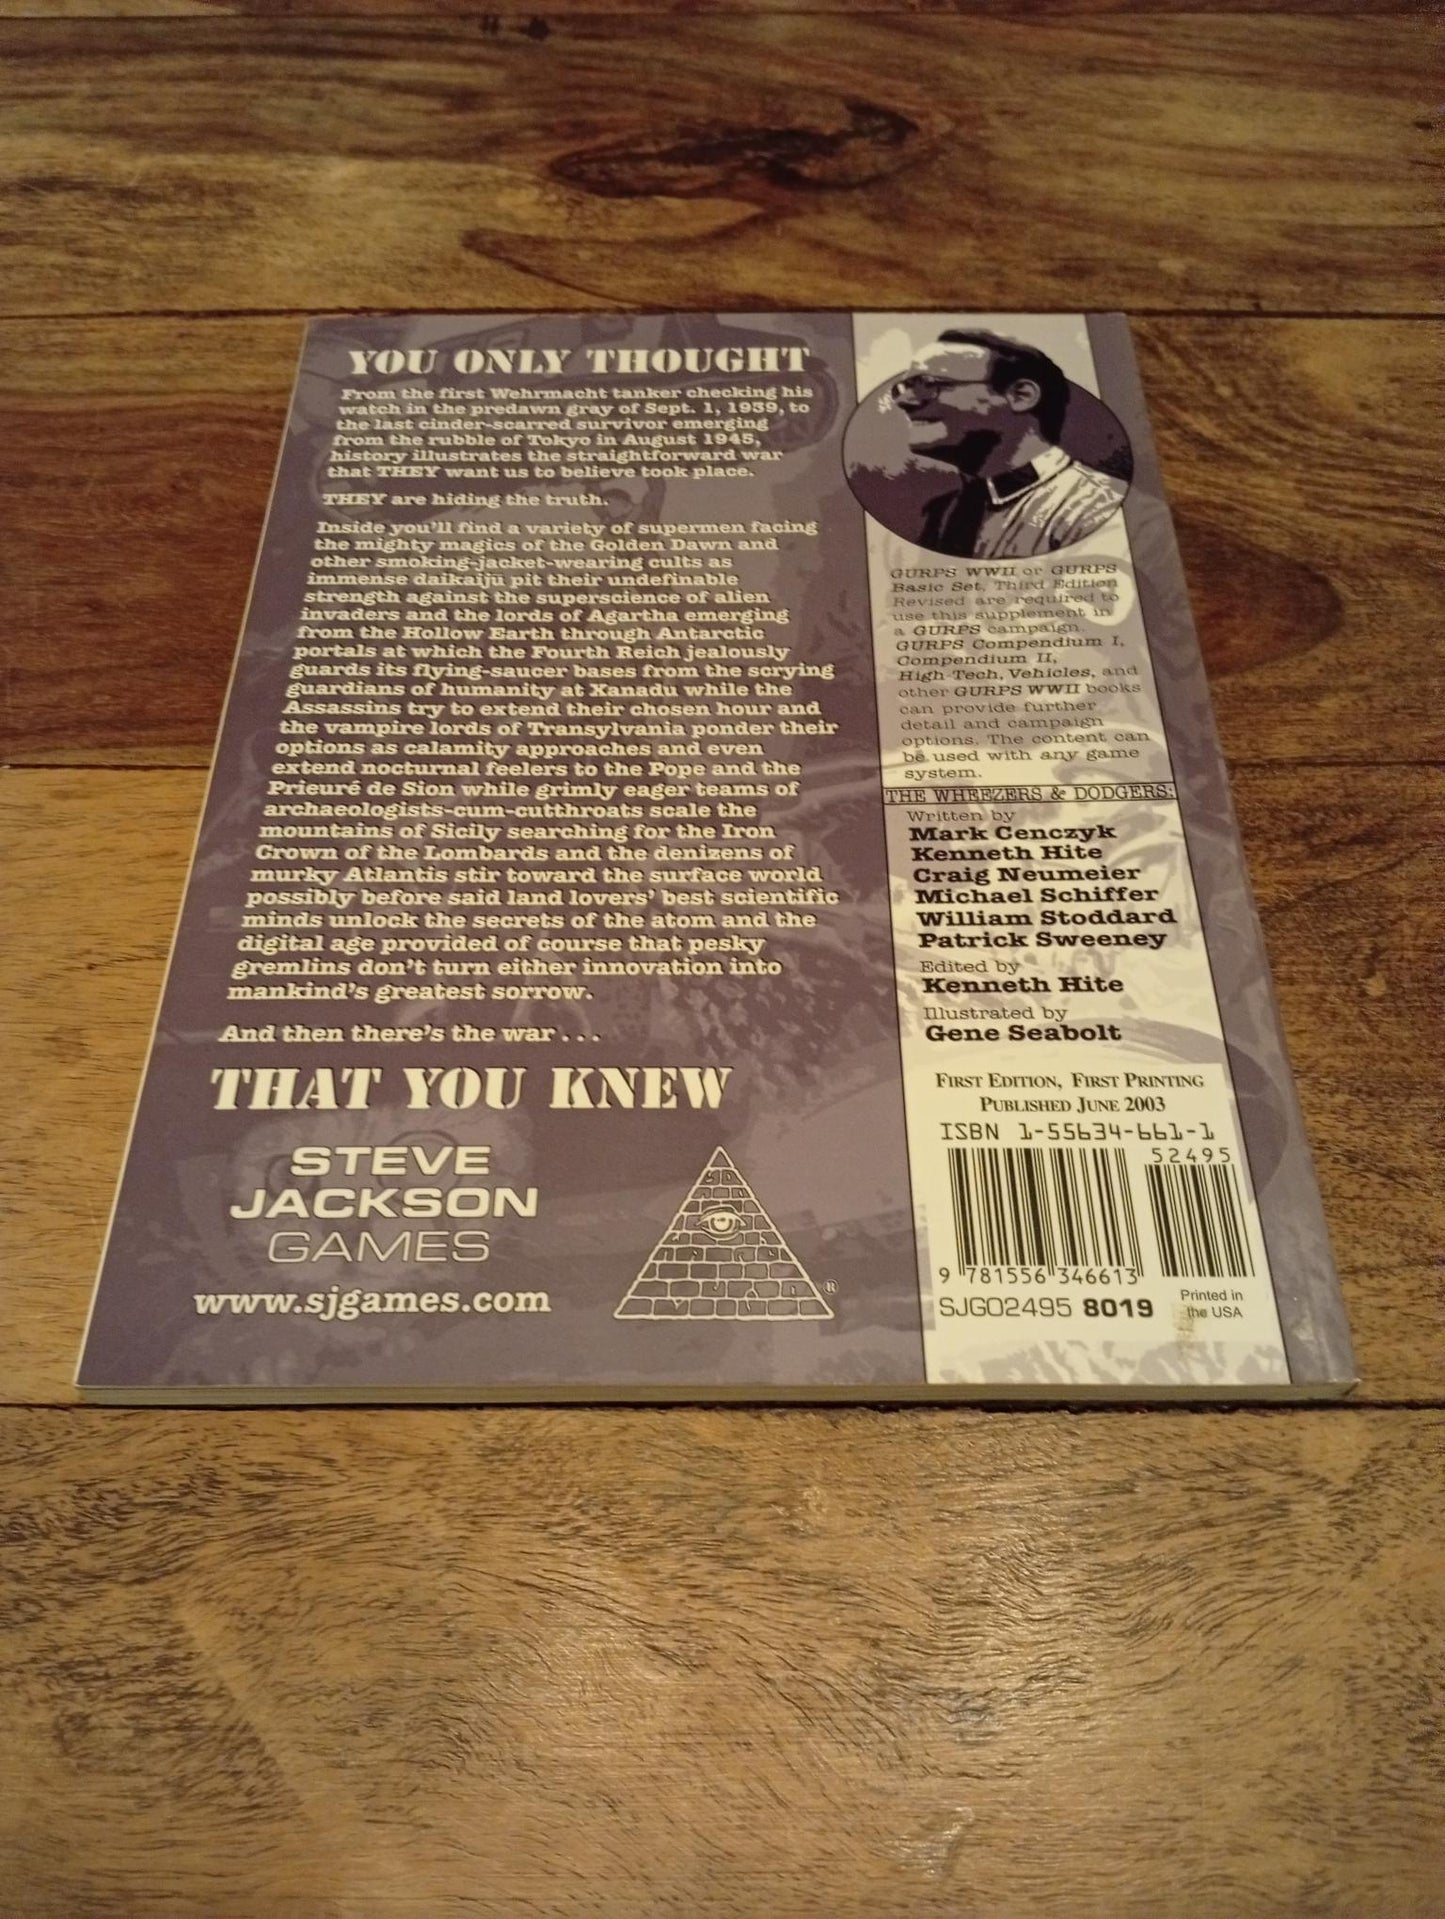 YOU ONLY THOUGHT
From the first Wehrmacht tanker checking his
watch in the predawn gray of Sept. 1, 1939, to
the last cinder-scarred survivor emerging
from the rubble of Tokyo in August 1945,
history illustrates the straightforward war
that THEY want us to believe took place.
THEY are hiding the truth.
Inside you'll find a variety of supermen facing
the mighty magics of the Golden Dawn and
other smoking-jacket-wearing cults as
immense daikaiju pit their undefinable
strength against the superscience of alien
invaders and the lords of Agartha emerging
from the Hollow Earth through Antarctic
portals at which the Fourth Reich jealously
guards its flying-saucer bases from the scrying
guardians of humanity at Xanadu while the
Assassins try to extend their chosen hour and
the vampire lords of Transylvania ponder their
options as calamity approaches and even
extend nocturnal feelers to the Pope and the
Prieuré de Sion while grimly eager teams of
archaeologists-cum-cutthroats scale the
mountains of Sicily searching for the Iron
Crown of the Lombards and the denizens of
murky Atlantis stir toward the surface world
possibly before said land lovers' best scientific
minds unlock the secrets of the atom and the
digital age provided of course that pesky
gremlins don't turn either innovation into
mankind's greatest sorrow.
And then there's the war . . .
THAT YOU KNEW
STEVE
JACKSON
GAMES
www.sjgames.com
®
GURPS WWII or GURPS
Basic Set, Third Edition
Revised are required to
use this supplement in
a GURPS campaign.
GURPS Compendium I,
Compendium II,
High-Tech, Vehicles, and
other GURPS WWII books
can provide further
detail and campaign
options. The content can
be used with any game
system.
THE WHEEZERS & DODGERS:
Written by
Mark Cenczyk
Kenneth Hite
Craig Neumeier
Michael Schiffer
William Stoddard
Patrick Sweeney
Edited by
Kenneth Hite
Illustrated by
Gene Seabolt
FIRST EDITION, FIRST PRINTING
PUBLISHED JUNE 2003
ISBN 1-55634-661-1
52495
9 781556 346613
SJG02495 8019
Printed in
the USA